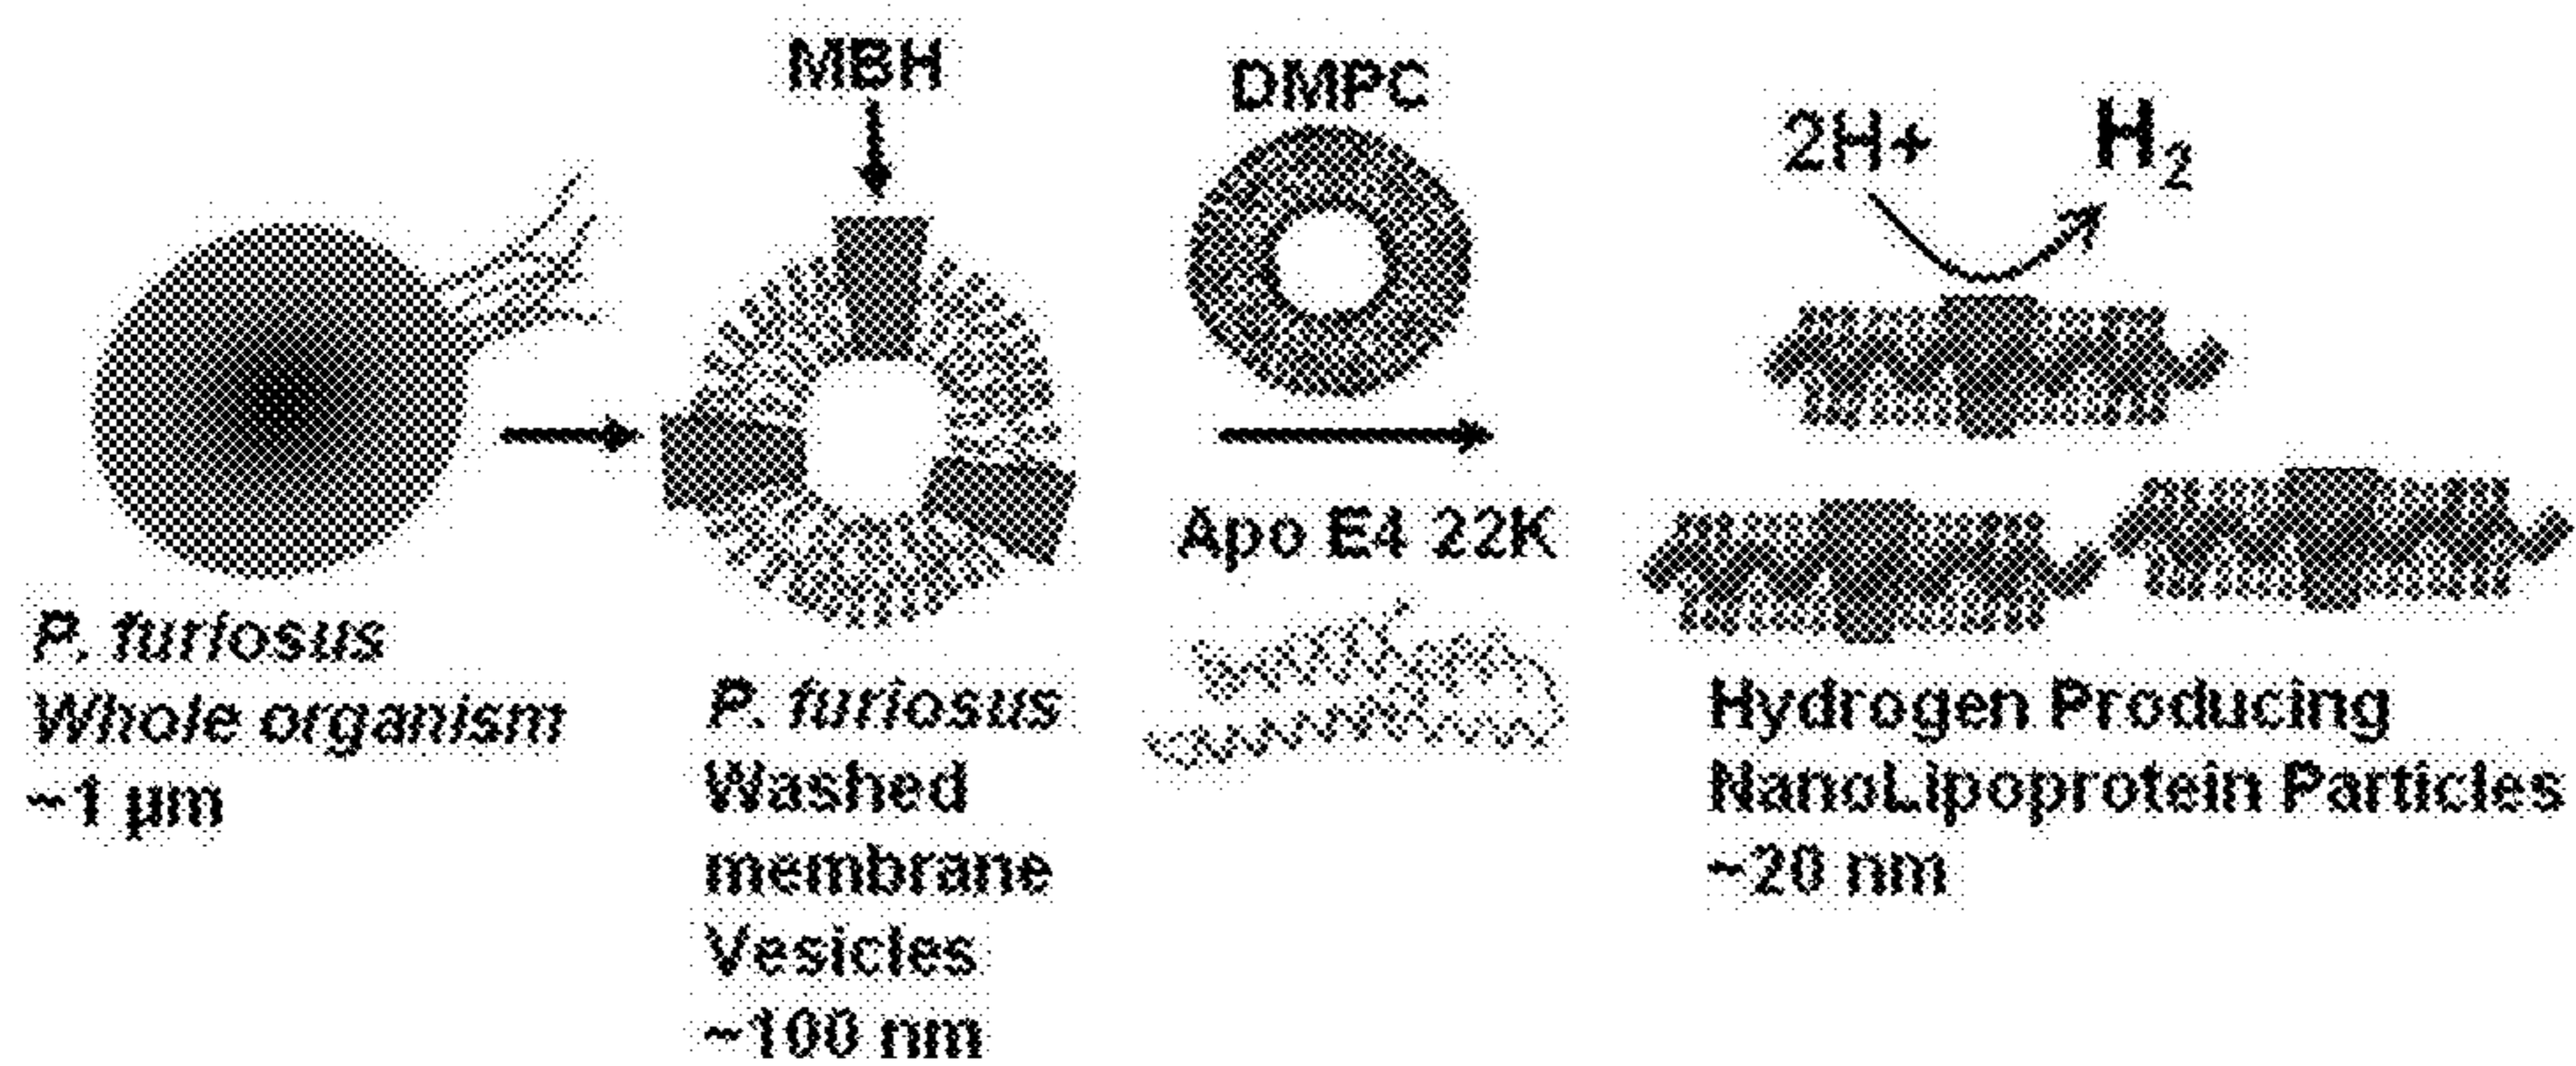 P. furiosus
Whole organism
~1 µm
MBH
P. furiosus
Washed
membrane
Vesicles
~100 nm
DMPC
Apo E4 22K
2H+ H₂
Hydrogen Producing
NanoLipoprotein Particles
~20 nm